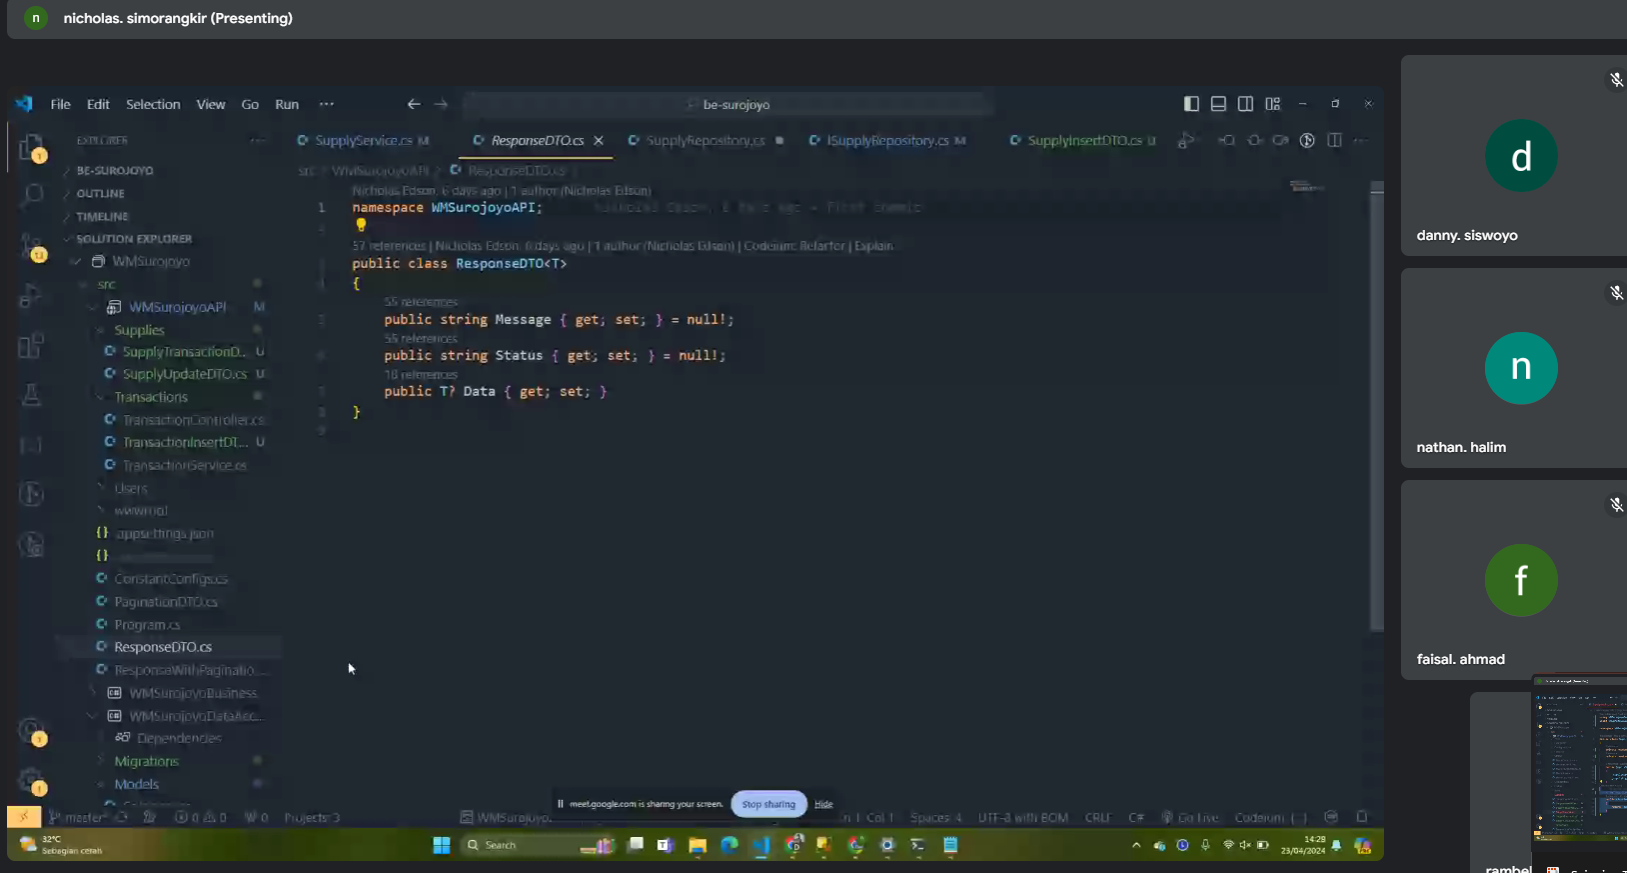 n nicholas. simorangkir (Presenting)
File Edit Selection View Go Run ··· be-surojoyo
EXPLORER
SupplyService.cs M ResponseDTO.cs SupplyRepository.cs ISupplyRepository.cs M SupplyInsertDTO.cs U
src WMSurojoyoAPI ResponseDTO.cs
BE-SUROJOYO
OUTLINE
TIMELINE
SOLUTION EXPLORER
WMSurojoyo
src
WMSurojoyoAPI M
Supplies
SupplyTransactionD... U
SupplyUpdateDTO.cs U
Transactions
TransactionController.cs
TransactionInsertDT... U
TransactionService.cs
Users
wwwroot
{} appsettings.json
{}
ConstantConfigs.cs
PaginationDTO.cs
Program.cs
ResponseDTO.cs
ResponseWithPaginatio...
WMSurojoyoBusiness
WMSurojoyoDataAcc...
Dependencies
Migrations
Models
Nicholas Edson, 6 days ago | 1 author (Nicholas Edson)
1 namespace WMSurojoyoAPI; Nicholas Edson, 6 days ago • First commit
57 references | Nicholas Edson, 6 days ago | 1 author (Nicholas Edson) | Codeium: Refactor | Explain
public class ResponseDTO<T>
{
55 references
public string Message { get; set; } = null!;
55 references
public string Status { get; set; } = null!;
18 references
public T? Data { get; set; }
}
meet.google.com is sharing your screen. Stop sharing Hide
master* 0 0 0 Projects: 3 WMSurojoyo. Ln 1, Col 1 Spaces: 4 UTF-8 with BOM CRLF C# Go Live Codeium: {...}
32°C
Sebagian cerah
Search
14:28
23/04/2024
d
danny. siswoyo
n
nathan. halim
f
faisal. ahmad